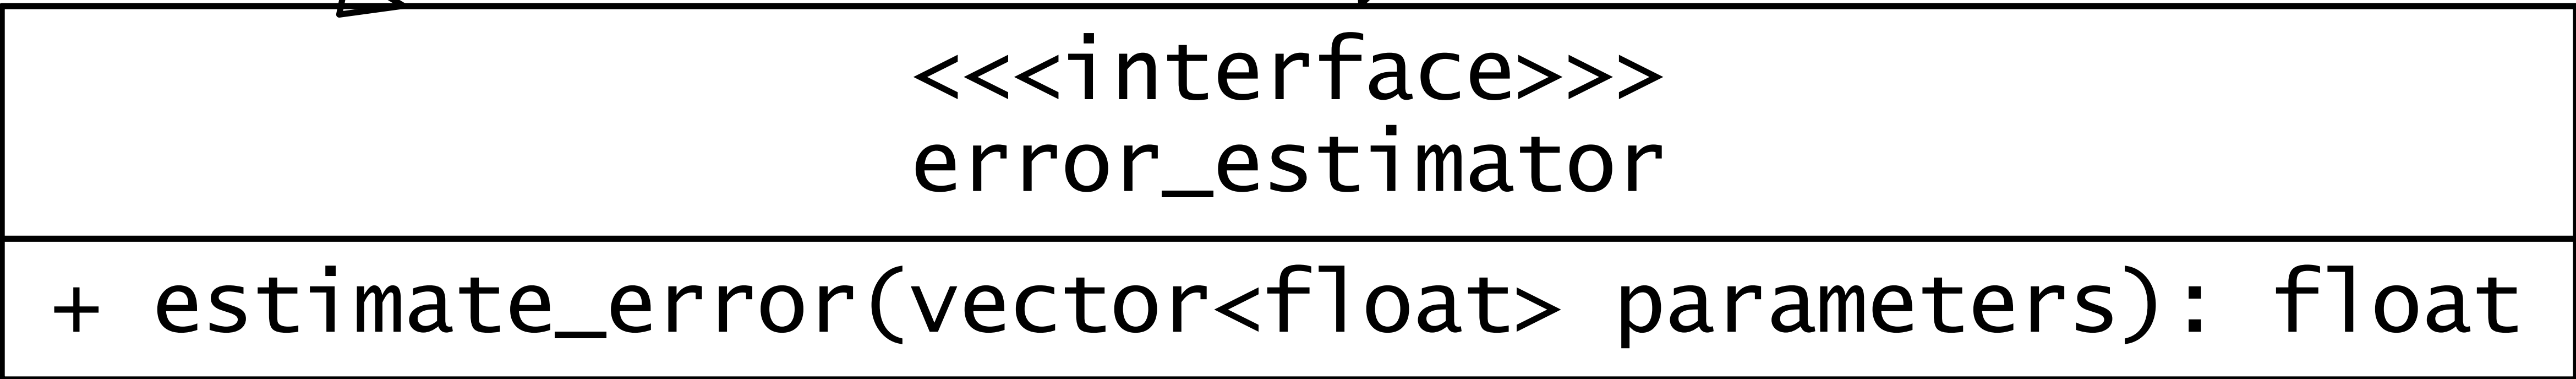 <<<interface>>>
error_estimator
+ estimate_error(vector<float> parameters): float